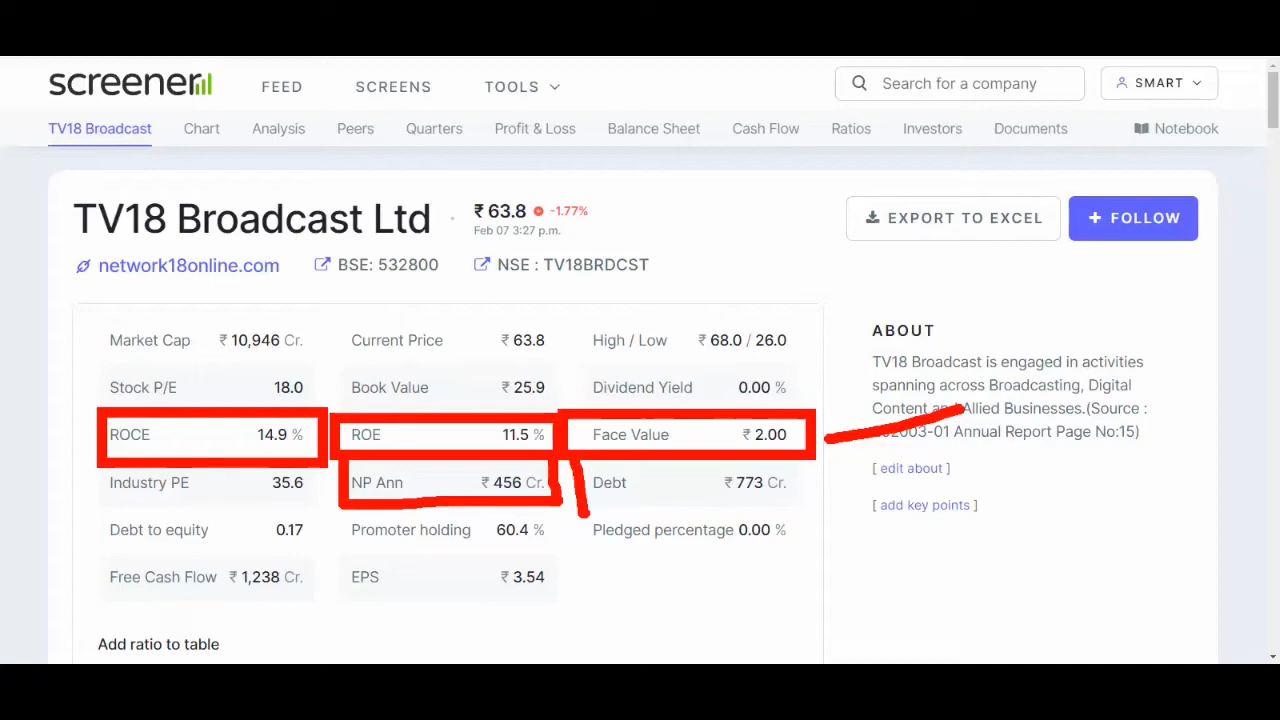 screener FEED SCREENS TOOLS Search for a company SMART
TV18 Broadcast Chart Analysis Peers Quarters Profit & Loss Balance Sheet Cash Flow Ratios Investors Documents Notebook
TV18 Broadcast Ltd ₹ 63.8 -1.77%
Feb 07 3:27 p.m.
EXPORT TO EXCEL + FOLLOW
network18online.com BSE: 532800 NSE : TV18BRDCST
Market Cap ₹ 10,946 Cr. Current Price ₹ 63.8 High / Low ₹ 68.0 / 26.0
Stock P/E 18.0 Book Value ₹ 25.9 Dividend Yield 0.00 %
ROCE 14.9 % ROE 11.5 % Face Value ₹ 2.00
Industry PE 35.6 NP Ann ₹ 456 Cr. Debt ₹ 773 Cr.
Debt to equity 0.17 Promoter holding 60.4 % Pledged percentage 0.00 %
Free Cash Flow ₹ 1,238 Cr. EPS ₹ 3.54
Add ratio to table
ABOUT
TV18 Broadcast is engaged in activities
spanning across Broadcasting, Digital
Content and Allied Businesses.(Source :
002003-01 Annual Report Page No:15)
[ edit about ]
[ add key points ]